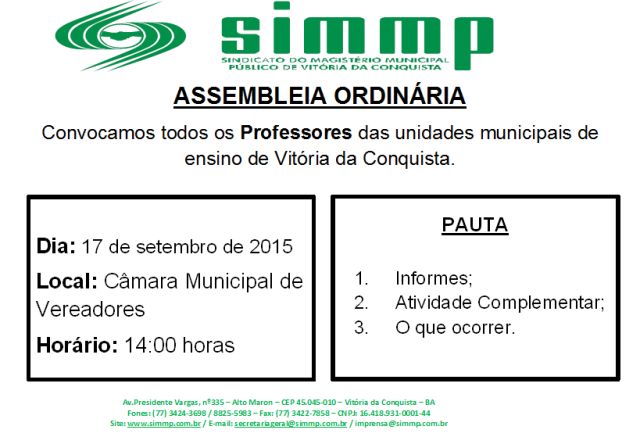 simmp
SINDICATO DO MAGISTÉRIO MUNICIPAL
PÚBLICO DE VITÓRIA DA CONQUISTA
ASSEMBLEIA ORDINÁRIA
Convocamos todos os Professores das unidades municipais de
ensino de Vitória da Conquista.
Dia: 17 de setembro de 2015
Local: Câmara Municipal de
Vereadores
Horário: 14:00 horas
PAUTA
1. Informes;
2. Atividade Complementar;
3. O que ocorrer.
Av.Presidente Vargas, nº335 – Alto Maron – CEP 45.045-010 – Vitória da Conquista – BA
Fones: (77) 3424-3698 / 8825-5983 – Fax: (77) 3422-7858 – CNPJ: 16.418.931-0001-44
Site: www.simmp.com.br / E-mail: secretariageral@simmp.com.br / imprensa@simmp.com.br